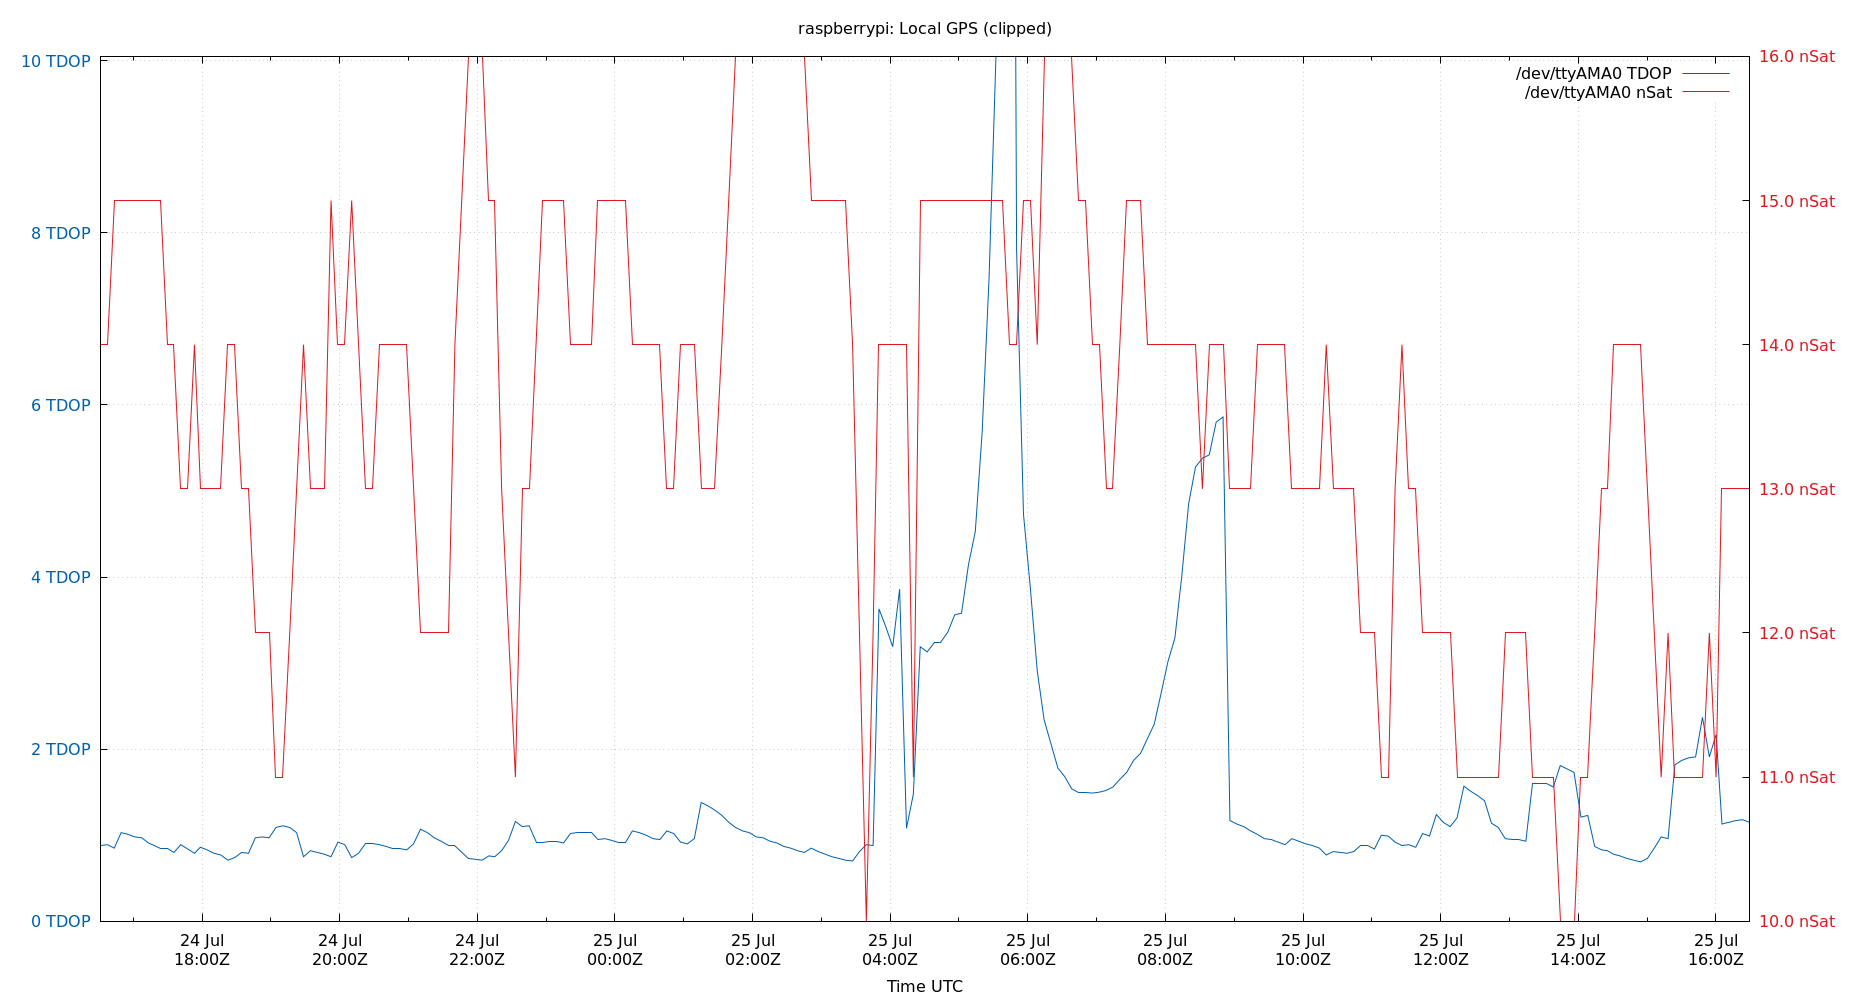 raspberrypi: Local GPS (clipped)
/dev/ttyAMA0 TDOP
/dev/ttyAMA0 nSat
10 TDOP
8 TDOP
6 TDOP
4 TDOP
2 TDOP
0 TDOP
16.0 nSat
15.0 nSat
14.0 nSat
13.0 nSat
12.0 nSat
11.0 nSat
10.0 nSat
24 Jul
18:00Z
24 Jul
20:00Z
24 Jul
22:00Z
25 Jul
00:00Z
25 Jul
02:00Z
25 Jul
04:00Z
25 Jul
06:00Z
25 Jul
08:00Z
25 Jul
10:00Z
25 Jul
12:00Z
25 Jul
14:00Z
25 Jul
16:00Z
Time UTC